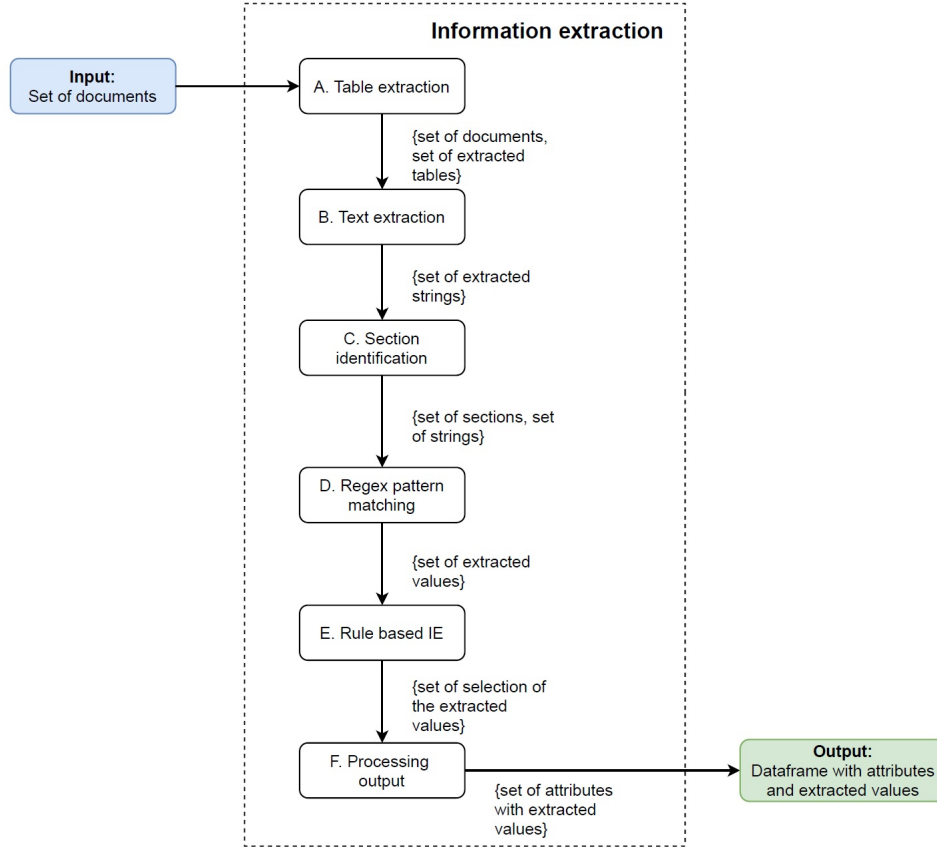 Information extraction
Input:
Set of documents
A. Table extraction
{set of documents,
set of extracted
tables}
B. Text extraction
{set of extracted
strings}
C. Section
identification
{set of sections, set
of strings}
D. Regex pattern
matching
{set of extracted
values}
E. Rule based IE
{set of selection of
the extracted
values}
F. Processing
output
{set of attributes
with extracted
values}
Output:
Dataframe with attributes
and extracted values